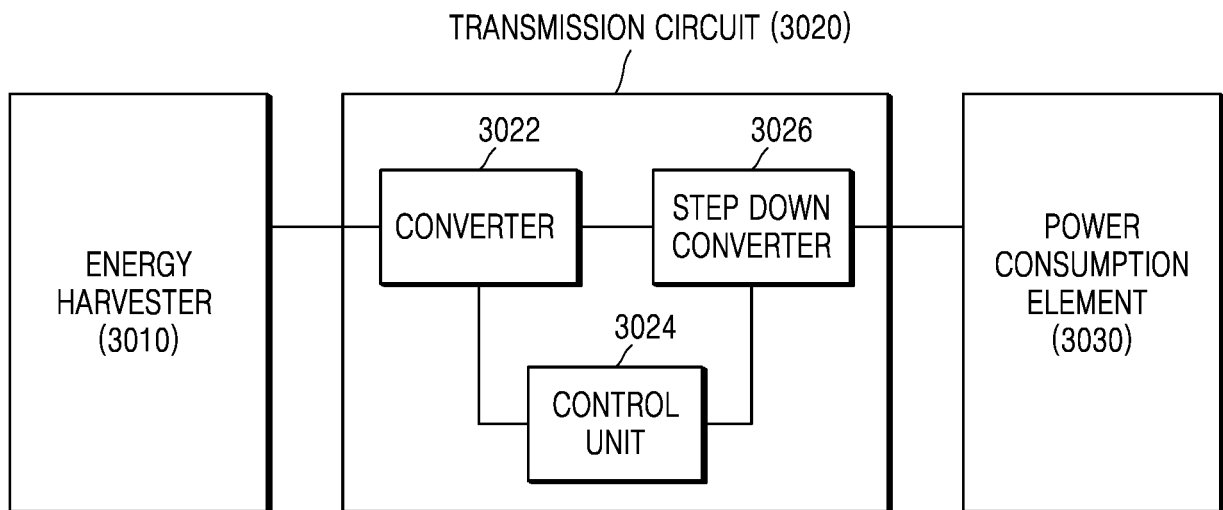 TRANSMISSION CIRCUIT (3020)
ENERGY
HARVESTER
(3010)
3022
CONVERTER
3026
STEP DOWN
CONVERTER
3024
CONTROL
UNIT
POWER
CONSUMPTION
ELEMENT
(3030)